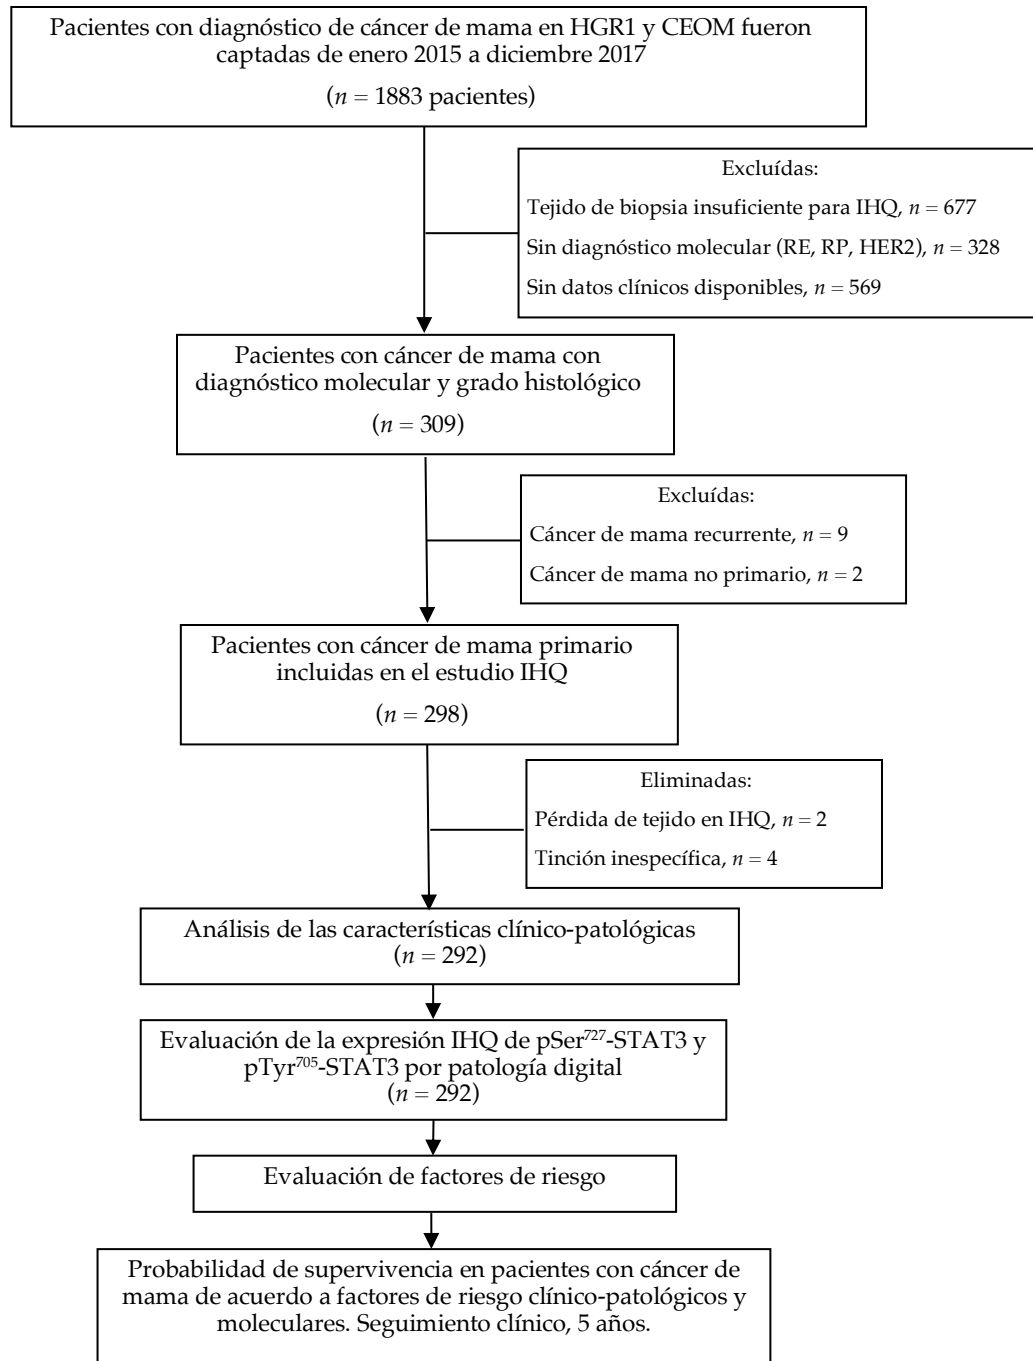 Pacientes con diagnóstico de cáncer de mama en HGR1 y CEOM fueron
captadas de enero 2015 a diciembre 2017
(n = 1883 pacientes)
Excluídas:
Tejido de biopsia insuficiente para IHQ, n = 677
Sin diagnóstico molecular (RE, RP, HER2), n = 328
Sin datos clínicos disponibles, n = 569
Pacientes con cáncer de mama con
diagnóstico molecular y grado histológico
(n = 309)
Excluídas:
Cáncer de mama recurrente, n = 9
Cáncer de mama no primario, n = 2
Pacientes con cáncer de mama primario
incluidas en el estudio IHQ
(n = 298)
Eliminadas:
Pérdida de tejido en IHQ, n = 2
Tinción inespecífica, n = 4
Análisis de las características clínico-patológicas
(n = 292)
Evaluación de la expresión IHQ de pSer⁷²⁷-STAT3 y
pTyr⁷⁰⁵-STAT3 por patología digital
(n = 292)
Evaluación de factores de riesgo
Probabilidad de supervivencia en pacientes con cáncer de
mama de acuerdo a factores de riesgo clínico-patológicos y
moleculares. Seguimiento clínico, 5 años.